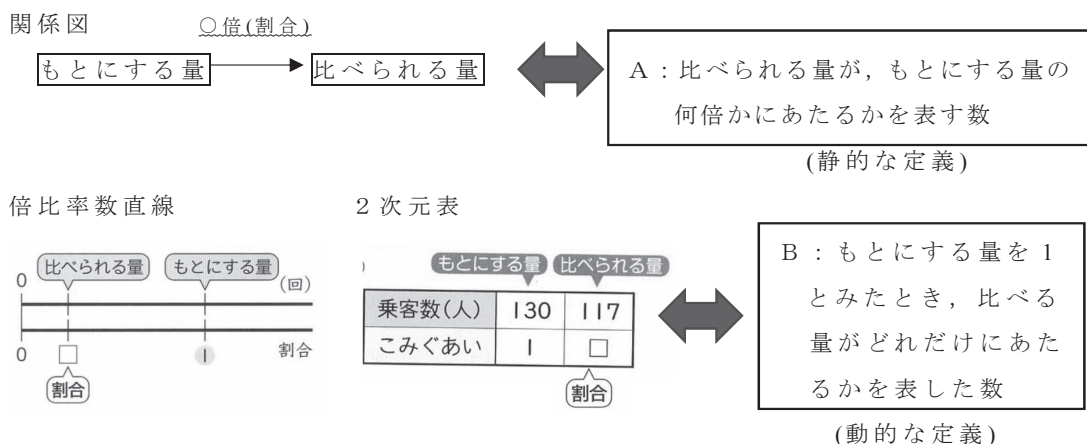 関係図
○倍(割合)
もとにする量
比べられる量
A：比べられる量が，もとにする量の
何倍かにあたるかを表す数
(静的な定義)
倍比率数直線
２次元表
比べられる量
もとにする量
0
(回)
0
□
1
割合
割合
)
もとにする量
比べられる量
乗客数(人) 130 117
こみぐあい 1 □
割合
B：もとにする量を1
とみたとき，比べる
量がどれだけにあた
るかを表した数
(動的な定義)